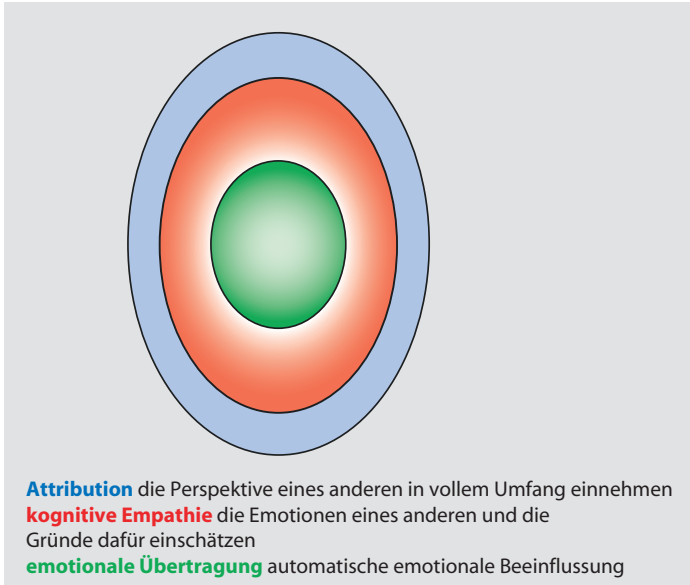 Attribution die Perspektive eines anderen in vollem Umfang einnehmen
kognitive Empathie die Emotionen eines anderen und die
Gründe dafür einschätzen
emotionale Übertragung automatische emotionale Beeinflussung